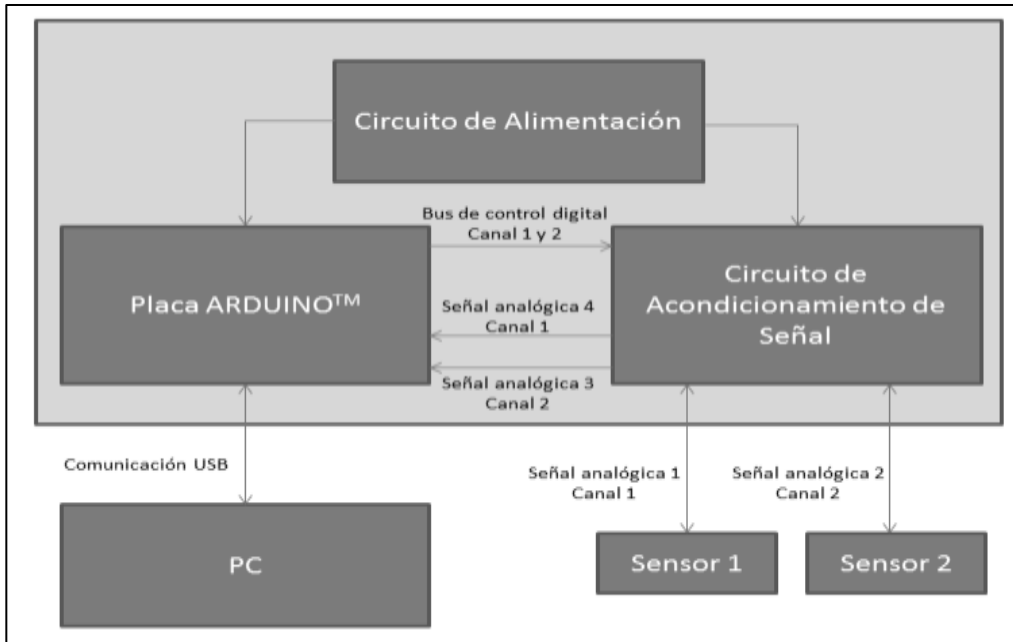 Circuito de Alimentación
Bus de control digital
Canal 1 y 2
Placa ARDUINO™
Circuito de
Acondicionamiento de
Señal
Señal analógica 4
Canal 1
Señal analógica 3
Canal 2
Comunicación USB
Señal analógica 1
Canal 1
Señal analógica 2
Canal 2
PC
Sensor 1
Sensor 2